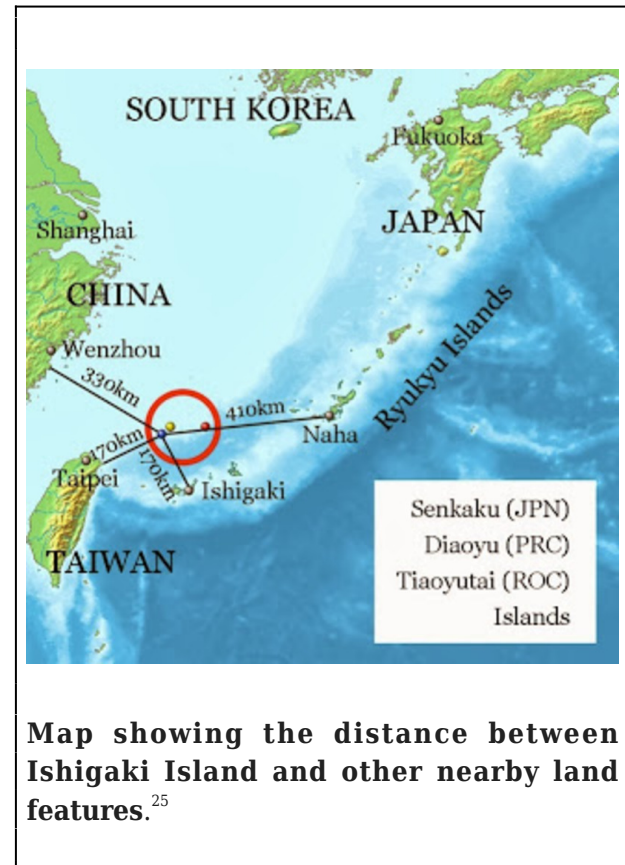 SOUTH KOREA
Fukuoka
Shanghai
JAPAN
CHINA
Wenzhou
330km
410km
Ryukyu Islands
Naha
170km
170km
Taipei
Ishigaki
TAIWAN
Senkaku (JPN)
Diaoyu (PRC)
Tiaoyutai (ROC)
Islands
Map showing the distance between
Ishigaki Island and other nearby land
features.25